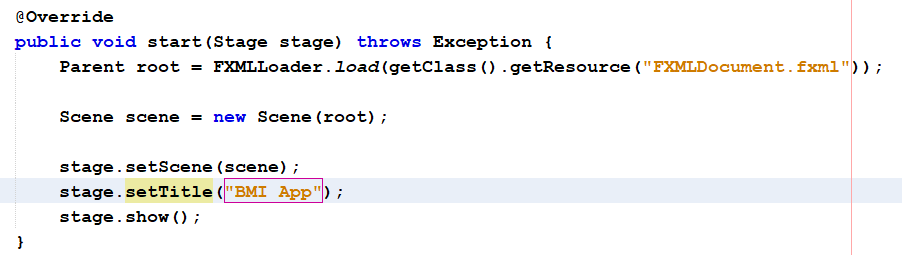 @Override
public void start(Stage stage) throws Exception {
    Parent root = FXMLLoader.load(getClass().getResource("FXMLDocument.fxml"));
    Scene scene = new Scene(root);
    stage.setScene(scene);
    stage.setTitle("BMI App");
    stage.show();
}